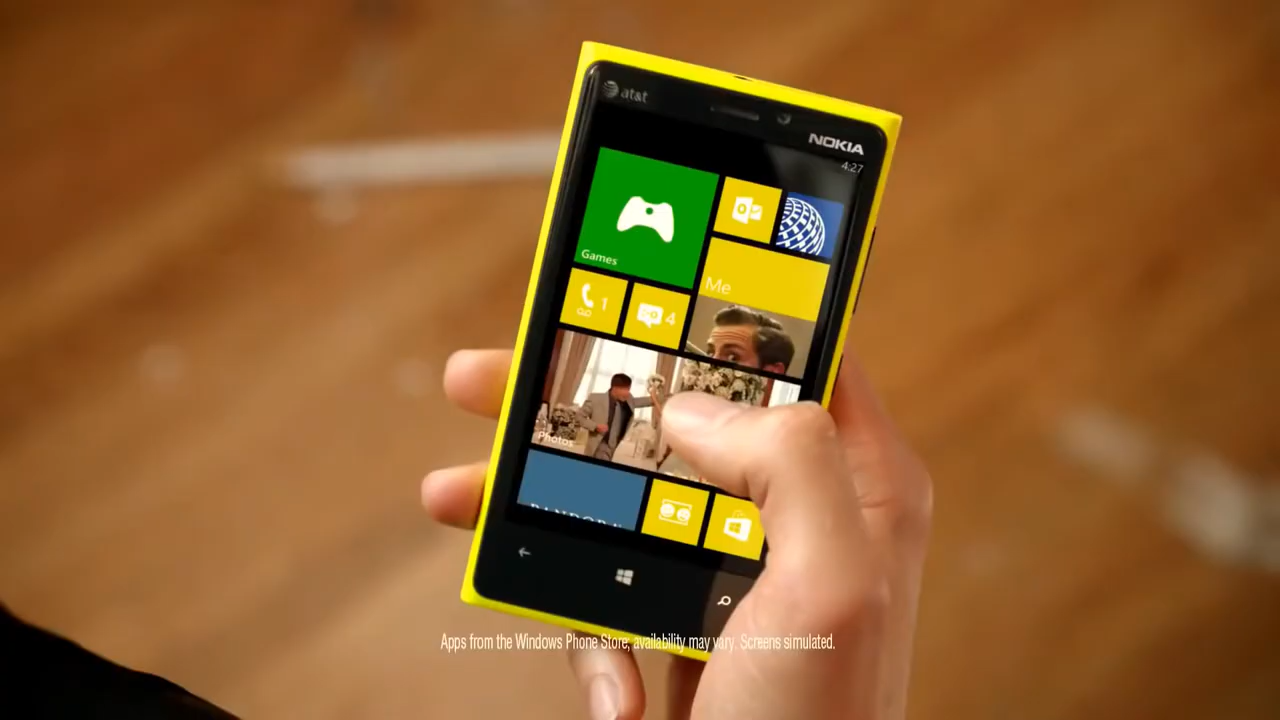 at&t
NOKIA
4:27
Games
Me
1
4
Photos
PANDORA
Apps from the Windows Phone Store; availability may vary. Screens simulated.